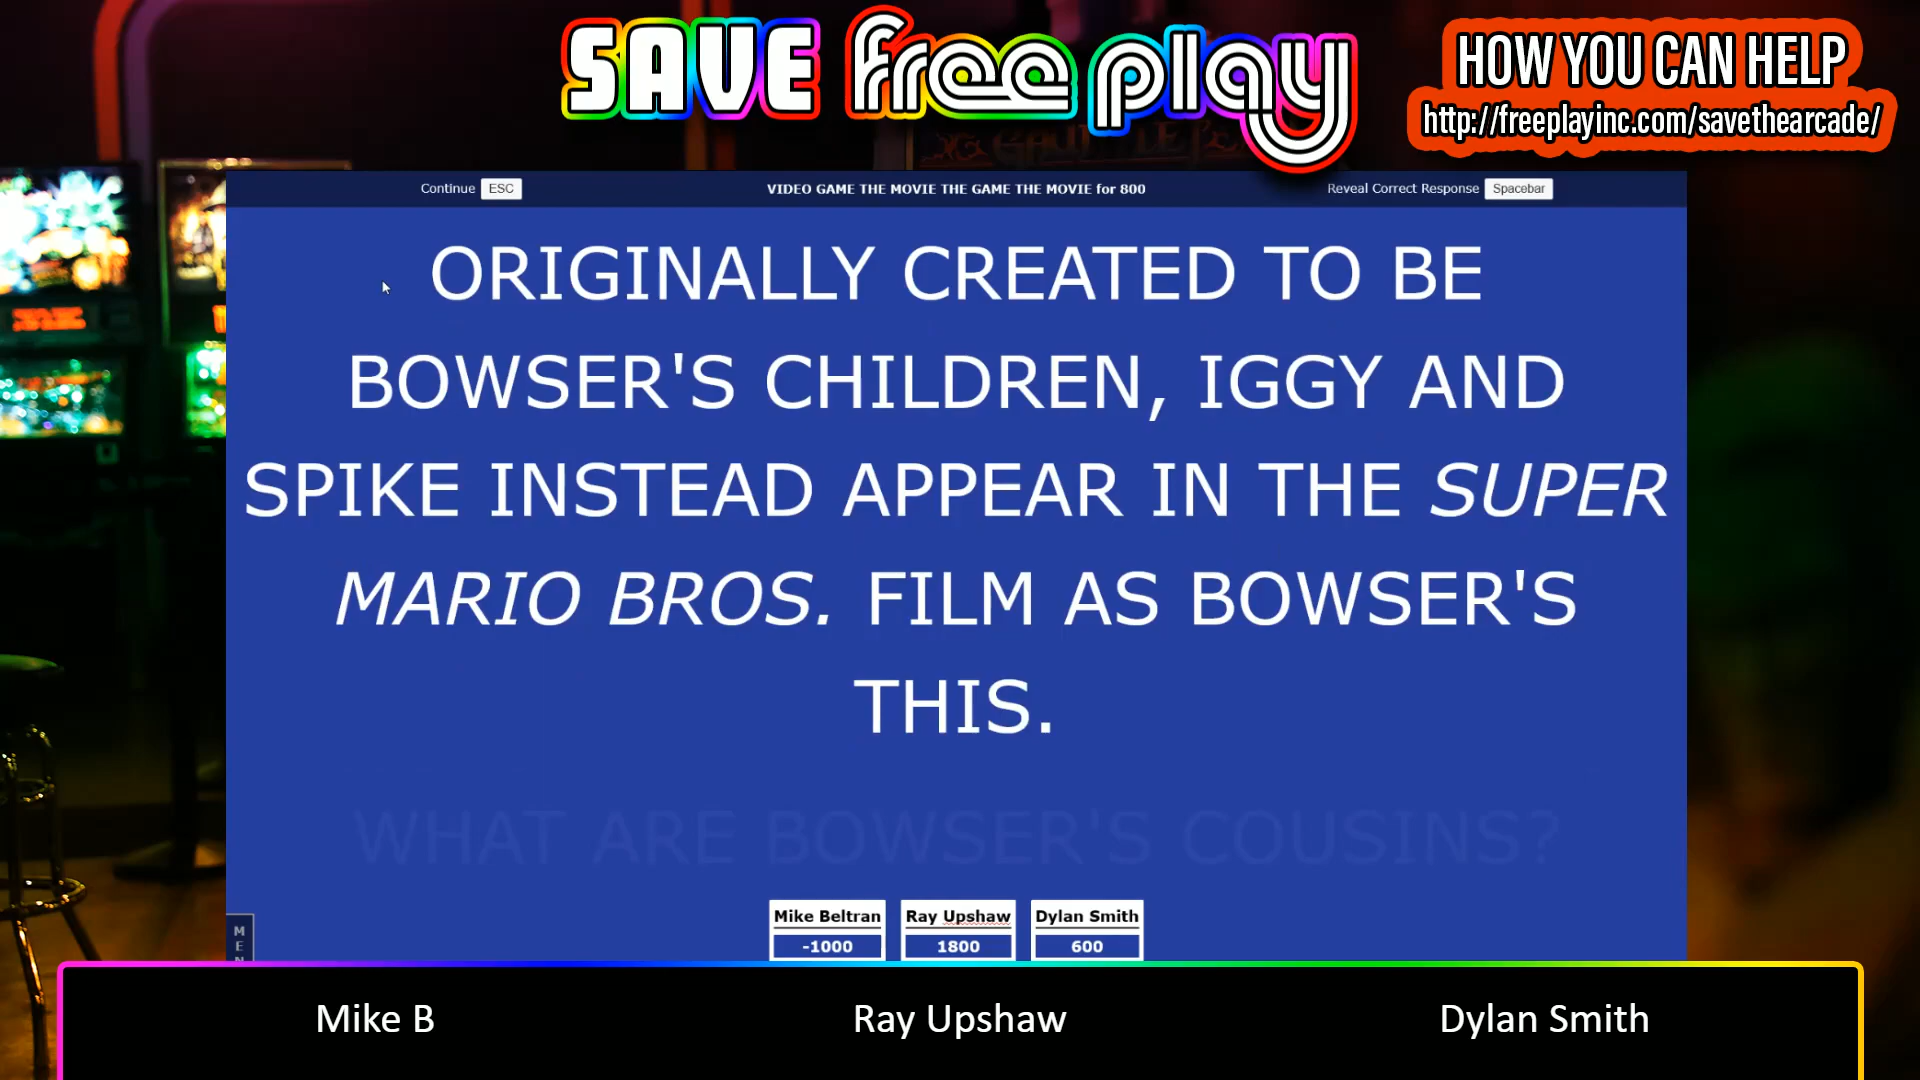 SAVE free play
HOW YOU CAN HELP
http://freeplayinc.com/savethearcade/
Continue ESC
VIDEO GAME THE MOVIE THE GAME THE MOVIE for 800
Reveal Correct Response Spacebar
ORIGINALLY CREATED TO BE
BOWSER'S CHILDREN, IGGY AND
SPIKE INSTEAD APPEAR IN THE SUPER
MARIO BROS. FILM AS BOWSER'S
THIS.
WHAT ARE BOWSER'S COUSINS?
MEN
Mike Beltran
-1000
Ray Upshaw
1800
Dylan Smith
600
Mike B
Ray Upshaw
Dylan Smith